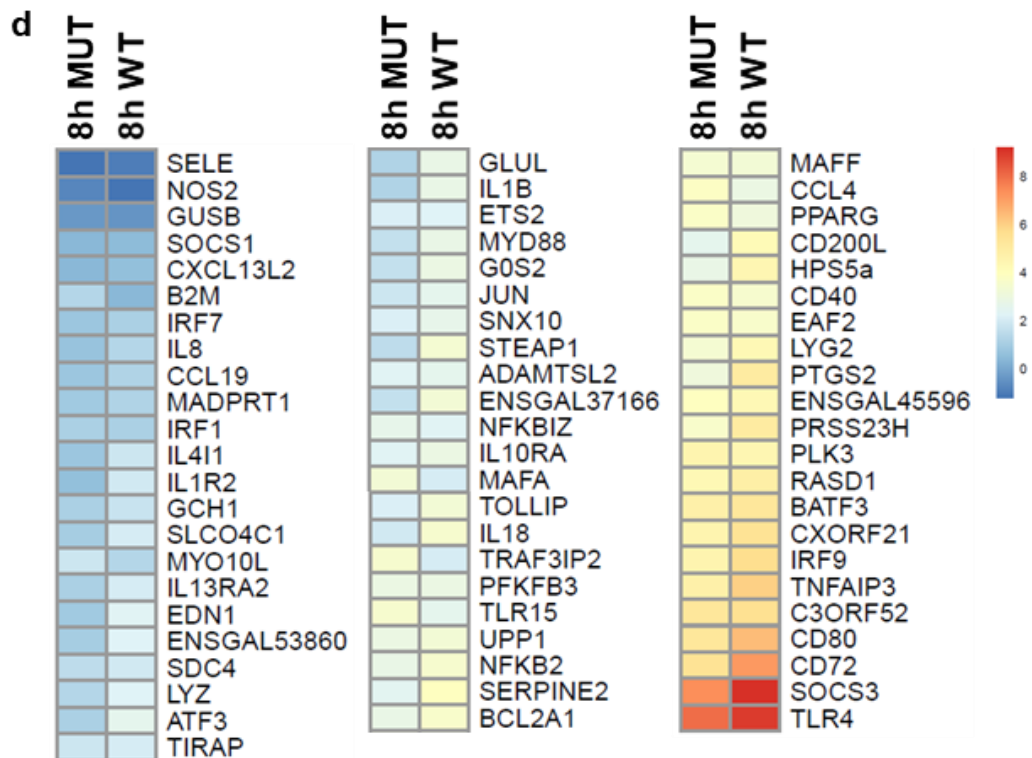 d
8h MUT
8h WT
SELE
NOS2
GUSB
SOCS1
CXCL13L2
B2M
IRF7
IL8
CCL19
MADPRT1
IRF1
IL4I1
IL1R2
GCH1
SLCO4C1
MYO10L
IL13RA2
EDN1
ENSGAL53860
SDC4
LYZ
ATF3
TIRAP
8h MUT
8h WT
GLUL
IL1B
ETS2
MYD88
G0S2
JUN
SNX10
STEAP1
ADAMTSL2
ENSGAL37166
NFKBIZ
IL10RA
MAFA
TOLLIP
IL18
TRAF3IP2
PFKFB3
TLR15
UPP1
NFKB2
SERPINE2
BCL2A1
8h MUT
8h WT
MAFF
CCL4
PPARG
CD200L
HPS5a
CD40
EAF2
LYG2
PTGS2
ENSGAL45596
PRSS23H
PLK3
RASD1
BATF3
CXORF21
IRF9
TNFAIP3
C3ORF52
CD80
CD72
SOCS3
TLR4
8
6
4
2
0